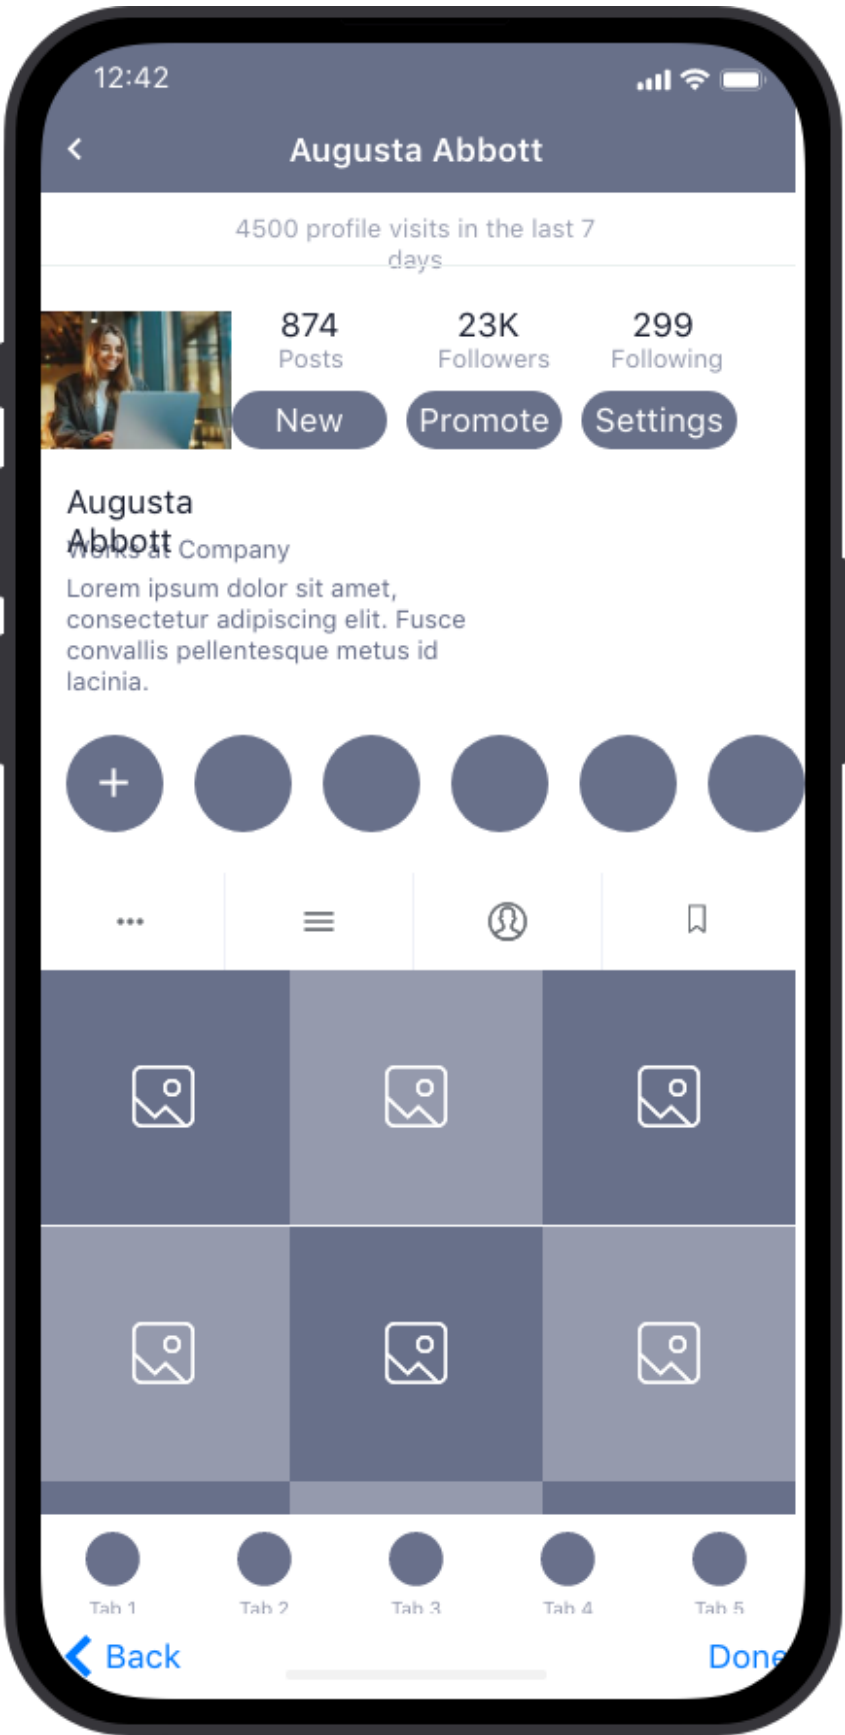 12:42
Augusta Abbott
4500 profile visits in the last 7
days
874 23K 299
Posts Followers Following
New Promote Settings
Augusta
Abbott
Works at Company
Lorem ipsum dolor sit amet,
consectetur adipiscing elit. Fusce
convallis pellentesque metus id
lacinia.
Tab 1 Tab 2 Tab 3 Tab 4 Tab 5
Back Done